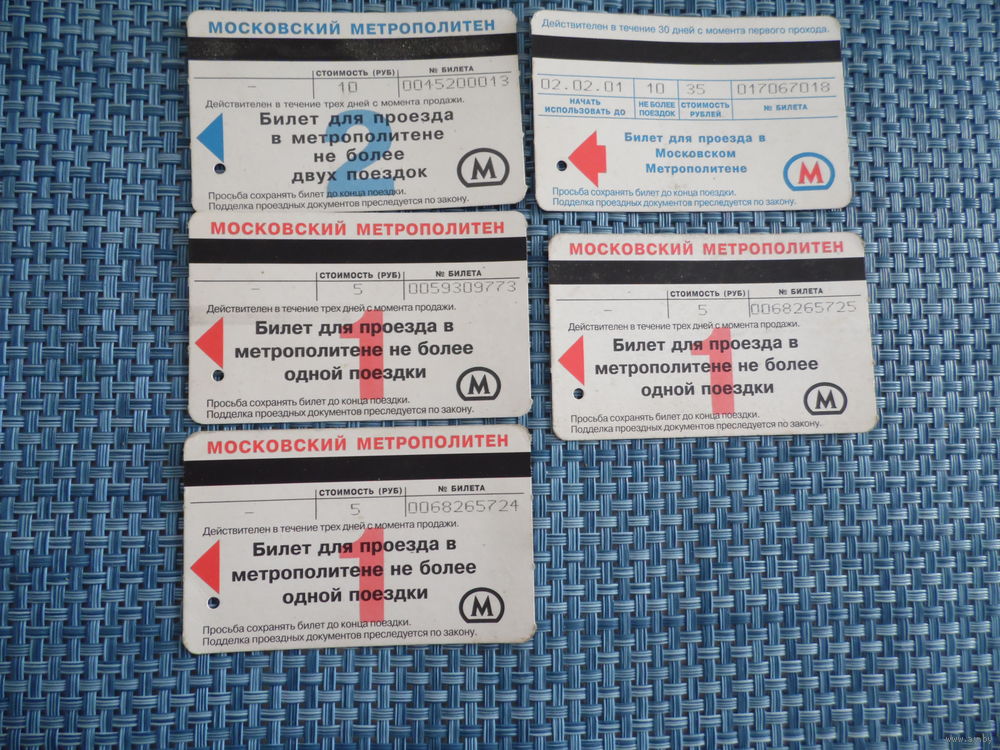 МОСКОВСКИЙ МЕТРОПОЛИТЕН
СТОИМОСТЬ (РУБ) № БИЛЕТА
– 10 0045200013
Действителен в течение трех дней с момента продажи.
2
Билет для проезда
в метрополитене
не более
двух поездок
М
Просьба сохранять билет до конца поездки.
Подделка проездных документов преследуется по закону.
Действителен в течение 30 дней с момента первого прохода.
02.02.01 10 35 017067018
НАЧАТЬ ИСПОЛЬЗОВАТЬ ДО НЕ БОЛЕЕ ПОЕЗДОК СТОИМОСТЬ РУБЛЕЙ № БИЛЕТА
Билет для проезда в
Московском
Метрополитене
М
Просьба сохранять билет до конца поездки.
Подделка проездных документов преследуется по закону.
МОСКОВСКИЙ МЕТРОПОЛИТЕН
СТОИМОСТЬ (РУБ) № БИЛЕТА
– 5 0059309773
Действителен в течение трех дней с момента продажи.
1
Билет для проезда в
метрополитене не более
одной поездки
М
Просьба сохранять билет до конца поездки.
Подделка проездных документов преследуется по закону.
МОСКОВСКИЙ МЕТРОПОЛИТЕН
СТОИМОСТЬ (РУБ) № БИЛЕТА
– 5 0068265725
Действителен в течение трех дней с момента продажи.
1
Билет для проезда в
метрополитене не более
одной поездки
М
Просьба сохранять билет до конца поездки.
Подделка проездных документов преследуется по закону.
МОСКОВСКИЙ МЕТРОПОЛИТЕН
СТОИМОСТЬ (РУБ) № БИЛЕТА
– 5 0068265724
Действителен в течение трех дней с момента продажи.
1
Билет для проезда в
метрополитене не более
одной поездки
М
Просьба сохранять билет до конца поездки.
Подделка проездных документов преследуется по закону.